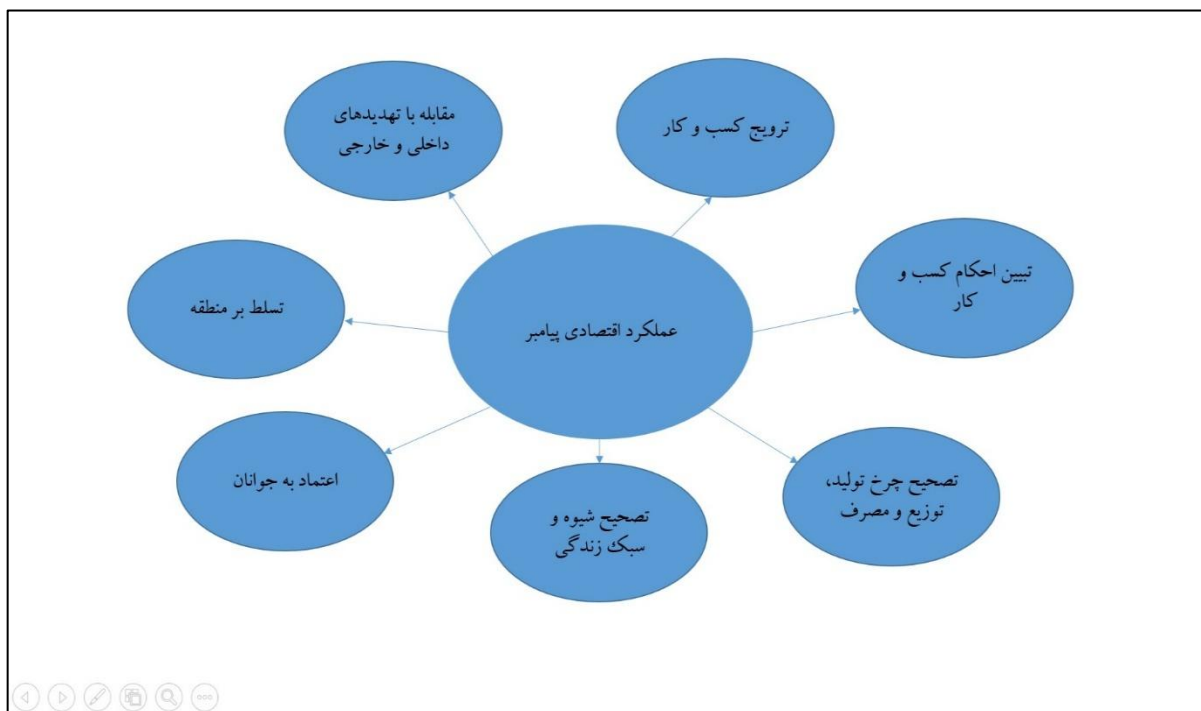 مقابله با تهدیدهای
داخلی و خارجی
ترویج کسب و کار
تبیین احکام کسب و
کار
تسلط بر منطقه
عملکرد اقتصادی پیامبر
اعتماد به جوانان
تصحیح شیوه و
سبک زندگی
تصحیح چرخ تولید،
توزیع و مصرف